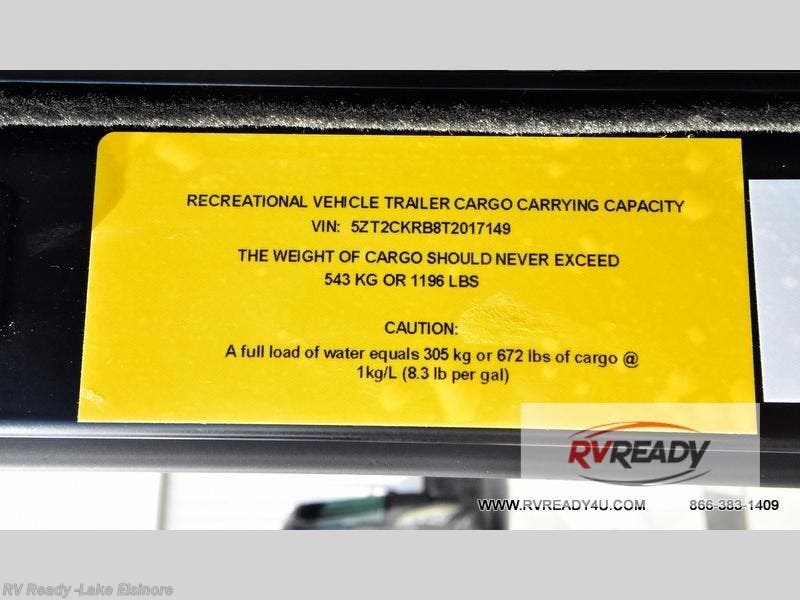 RECREATIONAL VEHICLE TRAILER CARGO CARRYING CAPACITY
VIN: 5ZT2CKRB8T2017149
THE WEIGHT OF CARGO SHOULD NEVER EXCEED
543 KG OR 1196 LBS
CAUTION:
A full load of water equals 305 kg or 672 lbs of cargo @
1kg/L (8.3 lb per gal)
RVREADY
WWW.RVREADY4U.COM 866-383-1409
RV Ready -Lake Elsinore